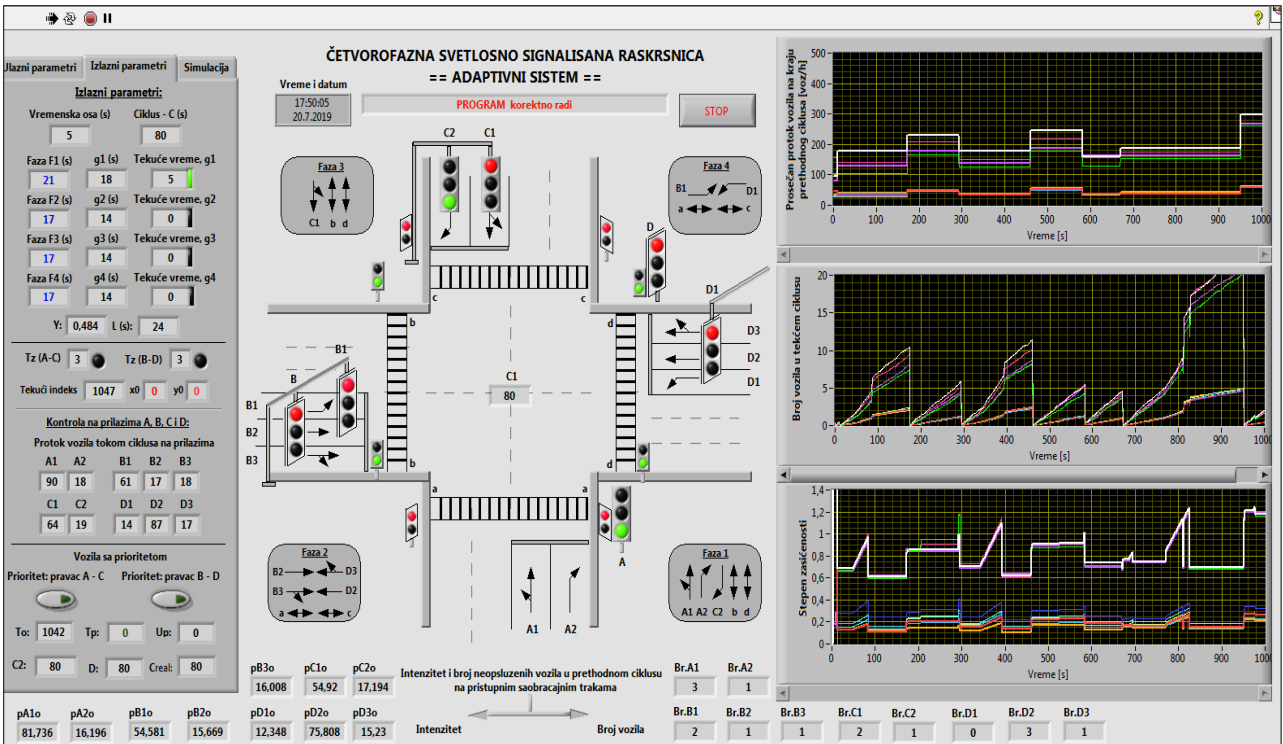 Ulazni parametri
Izlazni parametri
Simulacija
Izlazni parametri:
Vremenska osa (s) Ciklus - C (s)
5 80
Faza F1 (s) g1 (s) Tekuće vreme, g1
21 18 5
Faza F2 (s) g2 (s) Tekuće vreme, g2
17 14 0
Faza F3 (s) g3 (s) Tekuće vreme, g3
17 14 0
Faza F4 (s) g4 (s) Tekuće vreme, g4
17 14 0
Y: 0,484 L (s): 24
Tz (A-C) 3 Tz (B-D) 3
Tekući indeks 1047 x0 0 y0 0
Kontrola na prilazima A, B, C i D:
Protok vozila tokom ciklusa na prilazima
A1 A2 B1 B2 B3
90 18 61 17 18
C1 C2 D1 D2 D3
64 19 14 87 17
Vozila sa prioritetom
Prioritet: pravac A - C Prioritet: pravac B - D
To: 1042 Tp: 0 Up: 0
C2: 80 D: 80 Creal: 80
ČETVOROFAZNA SVETLOSNO SIGNALISANA RASKRSNICA
== ADAPTIVNI SISTEM ==
Vreme i datum
17:50:05
20.7.2019
PROGRAM korektno radi
STOP
Faza 3
C1 b d
C2 C1
Faza 4
B1 D1
a c
D
D1
c c
b d
D3
D2
D1
B1
B
B1
B2
B3
C1
80
b d
a a
A
Faza 2
B2 D3
B3 D2
a c
A1 A2
Faza 1
A1 A2 C2 b d
pB3o pC1o pC2o
16,008 54,92 17,194
Intenzitet i broj neopsluzenih vozila u prethodnom ciklusu
na pristupnim saobracajnim trakama
Br.A1 Br.A2
3 1
pA1o pA2o pB1o pB2o pD1o pD2o pD3o
81,736 16,196 54,581 15,669 12,348 75,808 15,23
Intenzitet Broj vozila
Br.B1 Br.B2 Br.B3 Br.C1 Br.C2 Br.D1 Br.D2 Br.D3
2 1 1 2 1 0 3 1
Prosečan protok vozila na kraju
prethodnog ciklusa [voz/h]
500
400
300
200
100
0
0 100 200 300 400 500 600 700 800 900 1000
Vreme [s]
Broj vozila u tekćem ciklusu
20
15
10
5
0
0 100 200 300 400 500 600 700 800 900 1000
Vreme [s]
Stepen zasićenosti
1,4
1,2
1
0,8
0,6
0,4
0,2
0
0 100 200 300 400 500 600 700 800 900 1000
Vreme [s]